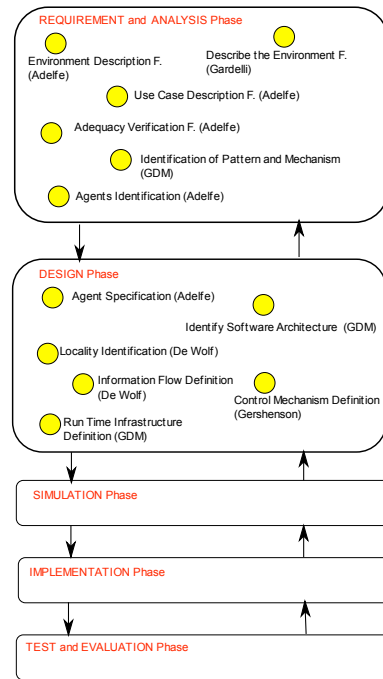 REQUIREMENT and ANALYSIS Phase
Environment Description F.
(Adelfe)
Describe the Environment F.
(Gardelli)
Use Case Description F. (Adelfe)
Adequacy Verification F. (Adelfe)
Identification of Pattern and Mechanism
(GDM)
Agents Identification (Adelfe)
DESIGN Phase
Agent Specification (Adelfe)
Identify Software Architecture (GDM)
Locality Identification (De Wolf)
Information Flow Definition
(De Wolf)
Control Mechanism Definition
(Gershenson)
Run Time Infrastructure
Definition (GDM)
SIMULATION Phase
IMPLEMENTATION Phase
TEST and EVALUATION Phase